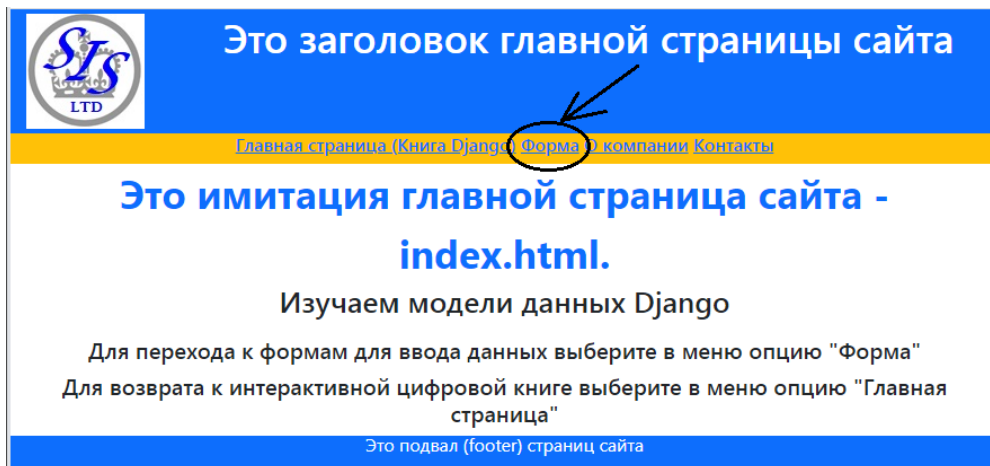 SIS
LTD
Это заголовок главной страницы сайта
Главная страница (Книга Django) Форма О компании Контакты
Это имитация главной страница сайта -
index.html.
Изучаем модели данных Django
Для перехода к формам для ввода данных выберите в меню опцию "Форма"
Для возврата к интерактивной цифровой книге выберите в меню опцию "Главная
страница"
Это подвал (footer) страниц сайта